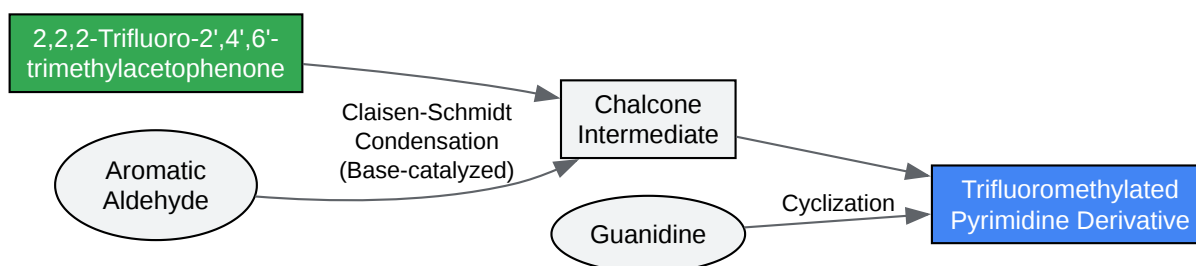 2,2,2-Trifluoro-2',4',6'-
trimethylacetophenone
Aromatic
Aldehyde
Claisen-Schmidt
Condensation
(Base-catalyzed)
Chalcone
Intermediate
Guanidine
Cyclization
Trifluoromethylated
Pyrimidine Derivative